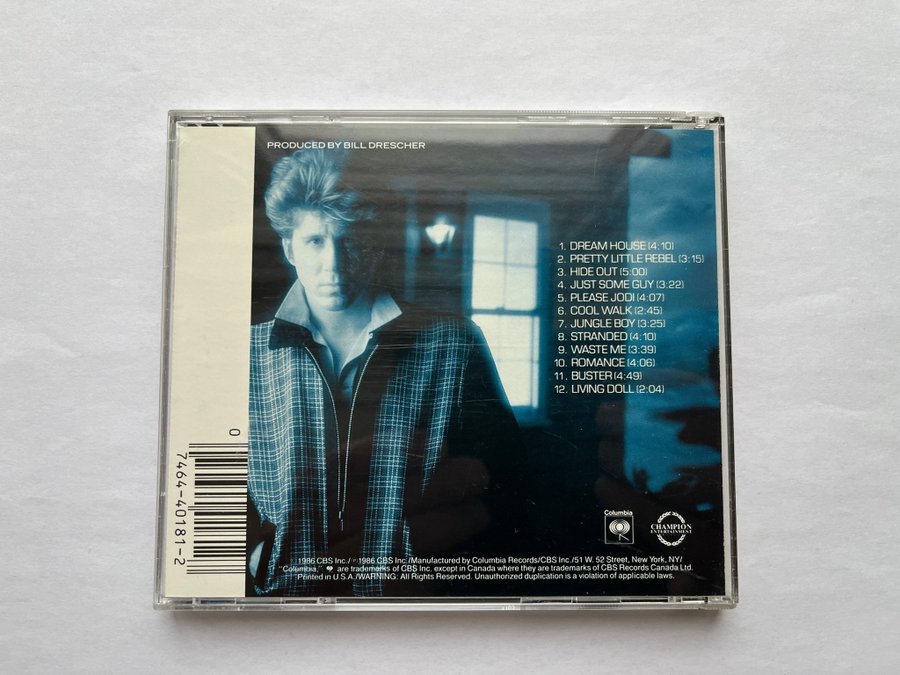 PRODUCED BY BILL DRESCHER
1. DREAM HOUSE (4:10)
2. PRETTY LITTLE REBEL (3:15)
3. HIDE OUT (5:00)
4. JUST SOME GUY (3:22)
5. PLEASE JODI (4:07)
6. COOL WALK (2:45)
7. JUNGLE BOY (3:25)
8. STRANDED (4:10)
9. WASTE ME (3:39)
10. ROMANCE (4:06)
11. BUSTER (4:49)
12. LIVING DOLL (2:04)
0
7464-40181-2
Columbia
CHAMPION
ENTERTAINMENT
1986 CBS Inc./℗1986 CBS Inc./Manufactured by Columbia Records/CBS Inc./51 W. 52 Street, New York, NY/
"Columbia," are trademarks of CBS Inc. except in Canada where they are trademarks of CBS Records Canada Ltd.
Printed in U.S.A./WARNING: All Rights Reserved. Unauthorized duplication is a violation of applicable laws.